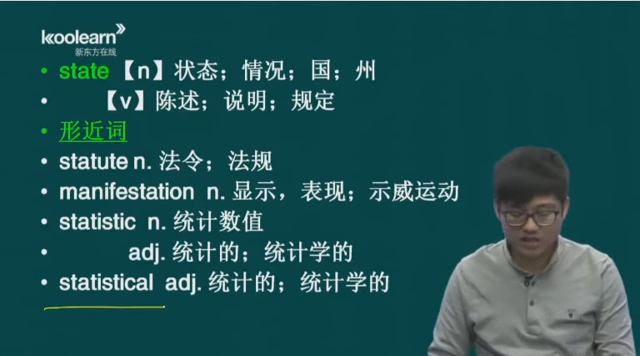 koolearn
新东方在线
• state【n】状态；情况；国；州
• 【v】陈述；说明；规定
• 形近词
• statute n. 法令；法规
• manifestation n. 显示，表现；示威运动
• statistic n. 统计数值
• adj. 统计的；统计学的
• statistical adj. 统计的；统计学的